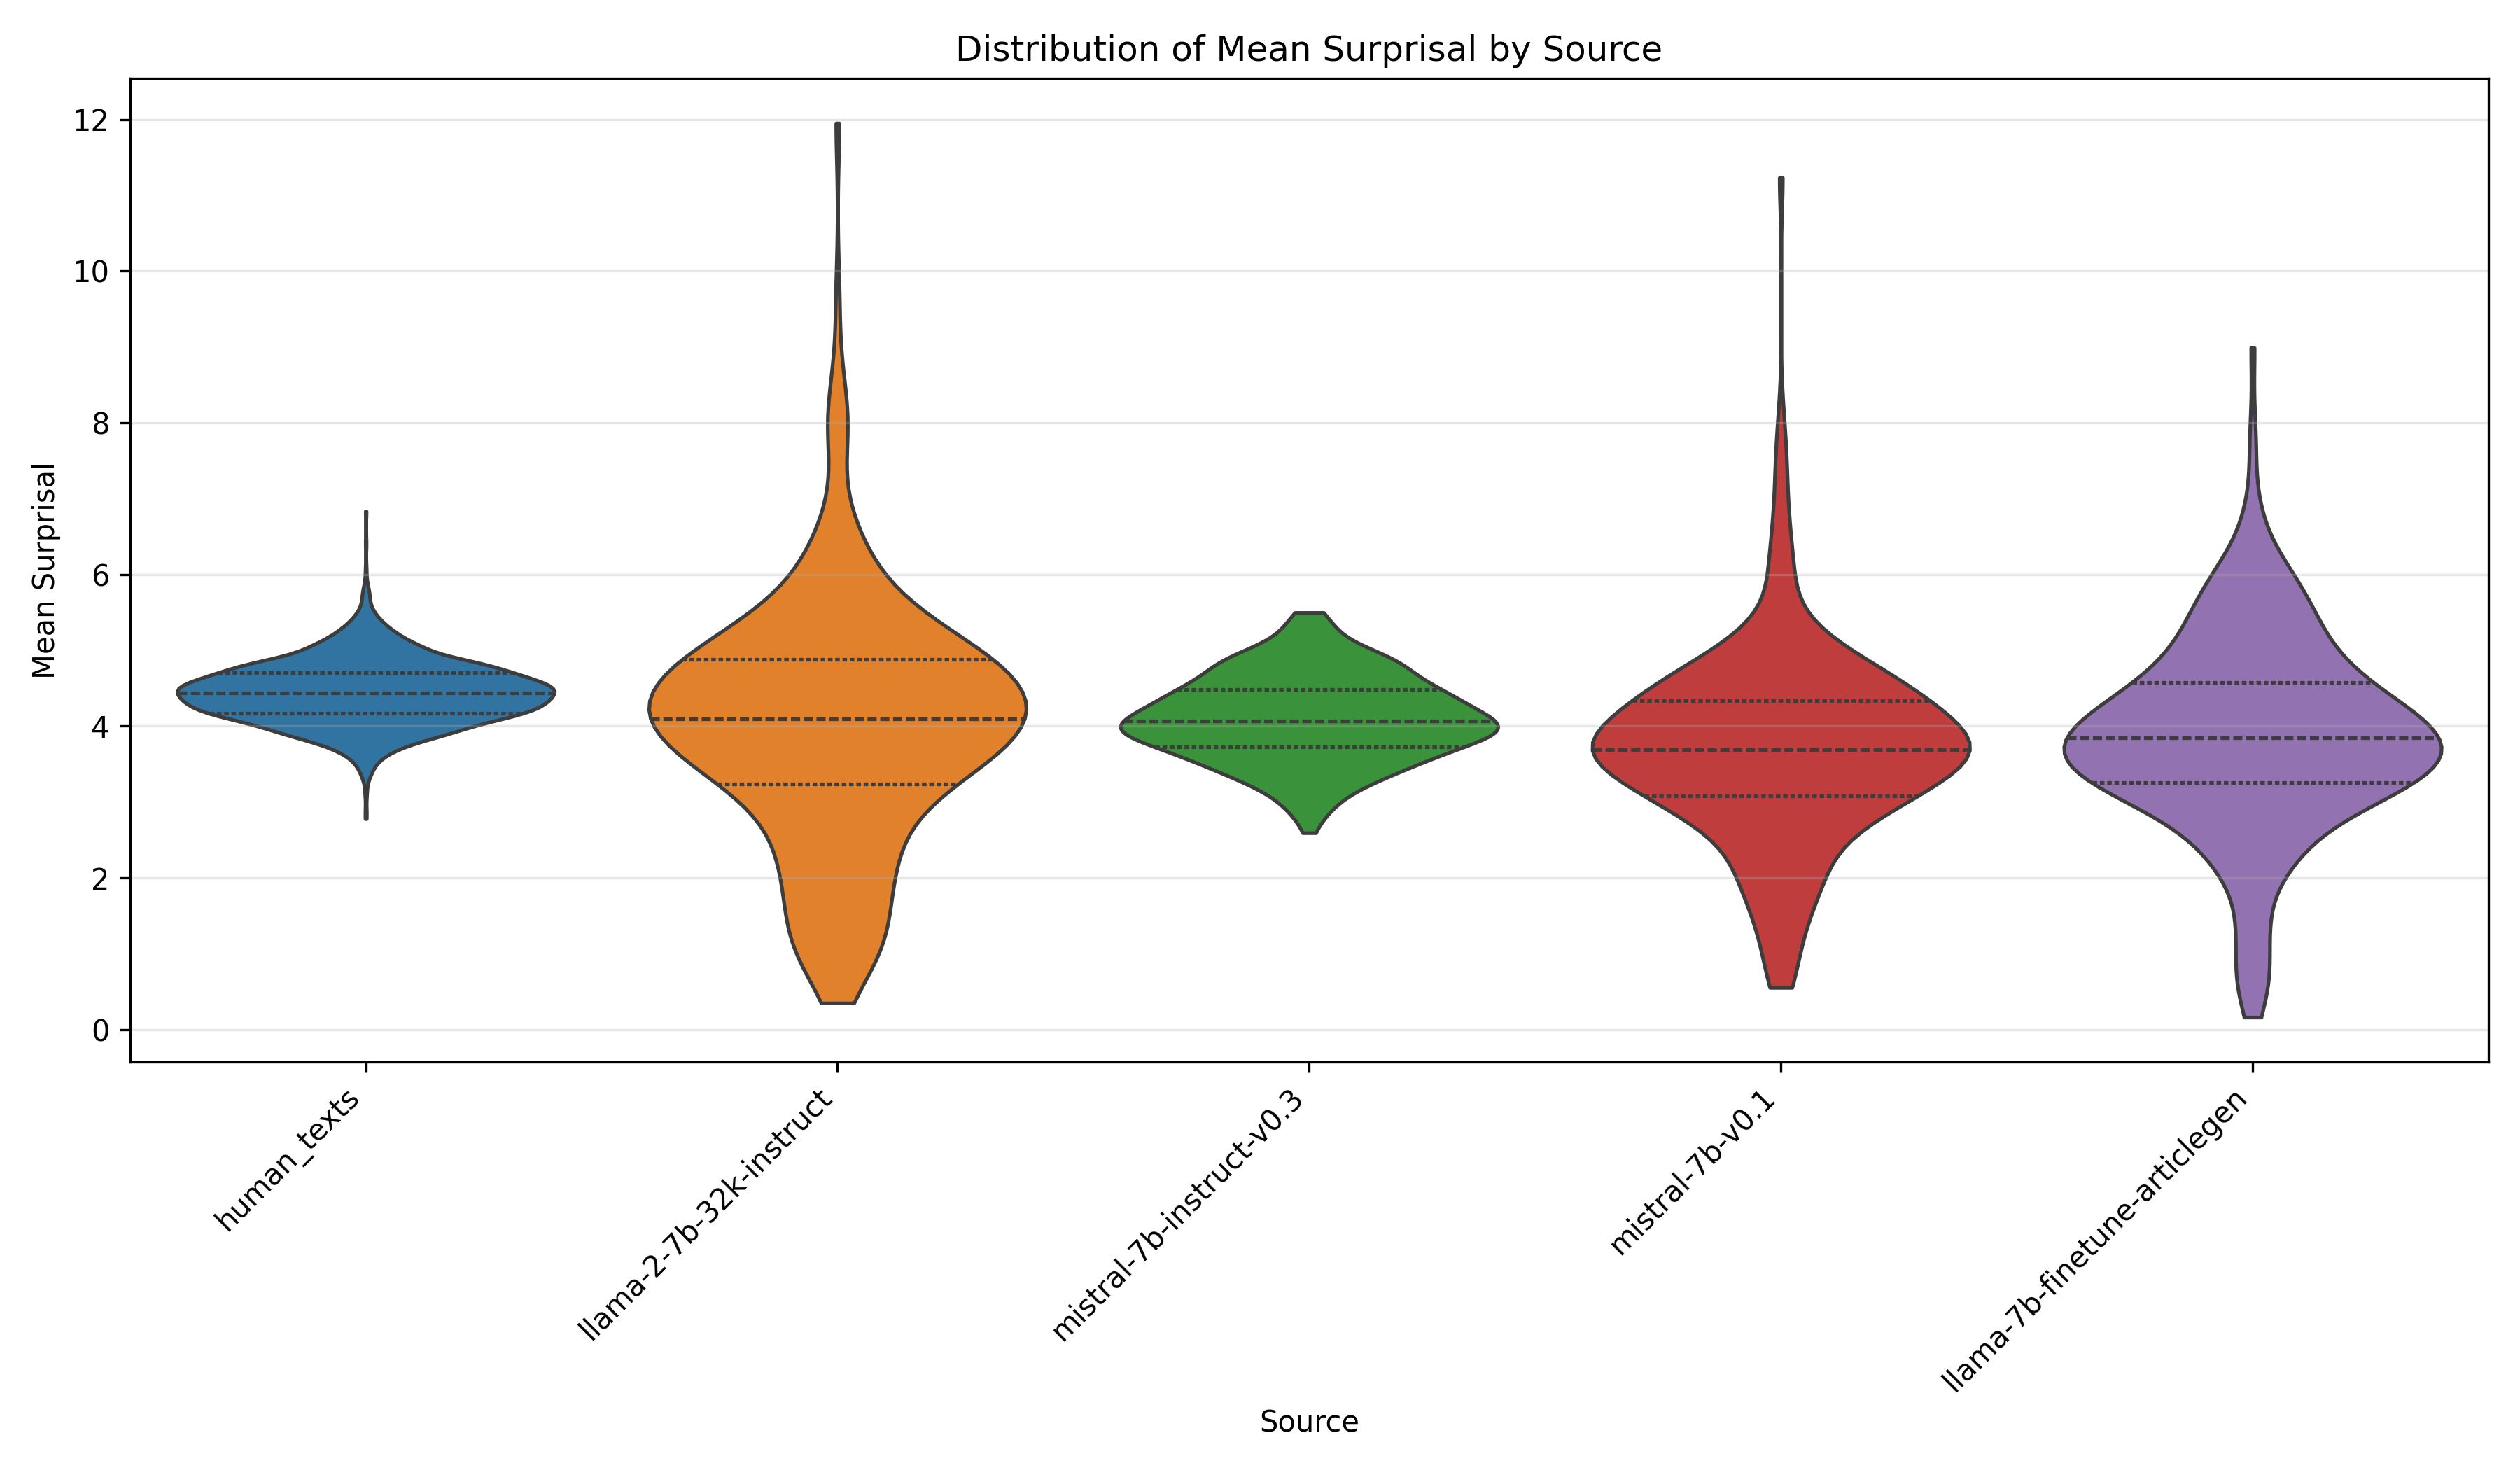 Distribution of Mean Surprisal by Source
Mean Surprisal
12
10
8
6
4
2
0
human_texts
llama-2-7b-32k-instruct
mistral-7b-instruct-v0.3
mistral-7b-v0.1
llama-7b-finetune-articlegen
Source